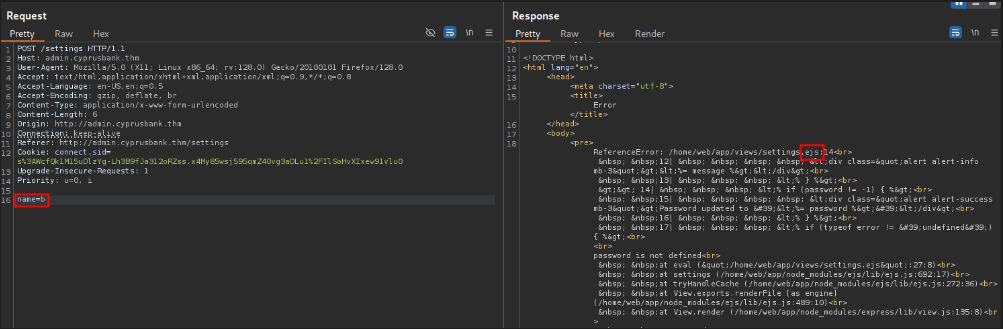 Request
Pretty Raw Hex \n
1 POST /settings HTTP/1.1
2 Host: admin.cyprusbank.thm
3 User-Agent: Mozilla/5.0 (X11; Linux x86_64; rv:128.0) Gecko/20100101 Firefox/128.0
4 Accept: text/html,application/xhtml+xml,application/xml;q=0.9,*/*;q=0.8
5 Accept-Language: en-US,en;q=0.5
6 Accept-Encoding: gzip, deflate, br
7 Content-Type: application/x-www-form-urlencoded
8 Content-Length: 6
9 Origin: http://admin.cyprusbank.thm
10 Connection: keep-alive
11 Referer: http://admin.cyprusbank.thm/settings
12 Cookie: connect.sid=
13 Upgrade-Insecure-Requests: 1
14 Priority: u=0, i
15
16 name=b
Response
Pretty Raw Hex Render \n
10
11 <!DOCTYPE html>
12 <html lang="en">
13 <head>
14 <meta charset="utf-8">
15 <title>
Error
</title>
16 </head>
17 <body>
18 <pre>
ReferenceError: /home/web/app/views/settings.ejs:14<br>
&nbsp; &nbsp;12| &nbsp; &nbsp; &nbsp; &nbsp; &lt;div class=&quot;alert alert-info
mb-3&quot;&gt;&lt;%= message %&gt;&lt;/div&gt;<br>
&nbsp; &nbsp;13| &nbsp; &nbsp; &nbsp; &nbsp; &lt;% } %&gt;<br>
&gt;&gt; 14| &nbsp; &nbsp; &nbsp; &nbsp; &lt;% if (password != -1) { %&gt;<br>
&nbsp; &nbsp;15| &nbsp; &nbsp; &nbsp; &nbsp; &lt;div class=&quot;alert alert-success
mb-3&quot;&gt;Password updated to &#39;&lt;%= password %&gt;&#39;&lt;/div&gt;<br>
&nbsp; &nbsp;16| &nbsp; &nbsp; &nbsp; &nbsp; &lt;% } %&gt;<br>
&nbsp; &nbsp;17| &nbsp; &nbsp; &nbsp; &nbsp; &lt;% if (typeof error != &#39;undefined&#39;)
{ %&gt;<br>
<br>
password is not defined<br>
&nbsp; &nbsp;at eval (&quot;/home/web/app/views/settings.ejs&quot;:27:8)<br>
&nbsp; &nbsp;at settings (/home/web/app/node_modules/ejs/lib/ejs.js:692:17)<br>
&nbsp; &nbsp;at tryHandleCache (/home/web/app/node_modules/ejs/lib/ejs.js:272:36)<br>
&nbsp; &nbsp;at View.exports.renderFile [as engine]
(/home/web/app/node_modules/ejs/lib/ejs.js:489:10)<br>
&nbsp; &nbsp;at View.render (/home/web/app/node_modules/express/lib/view.js:135:8)<br
>